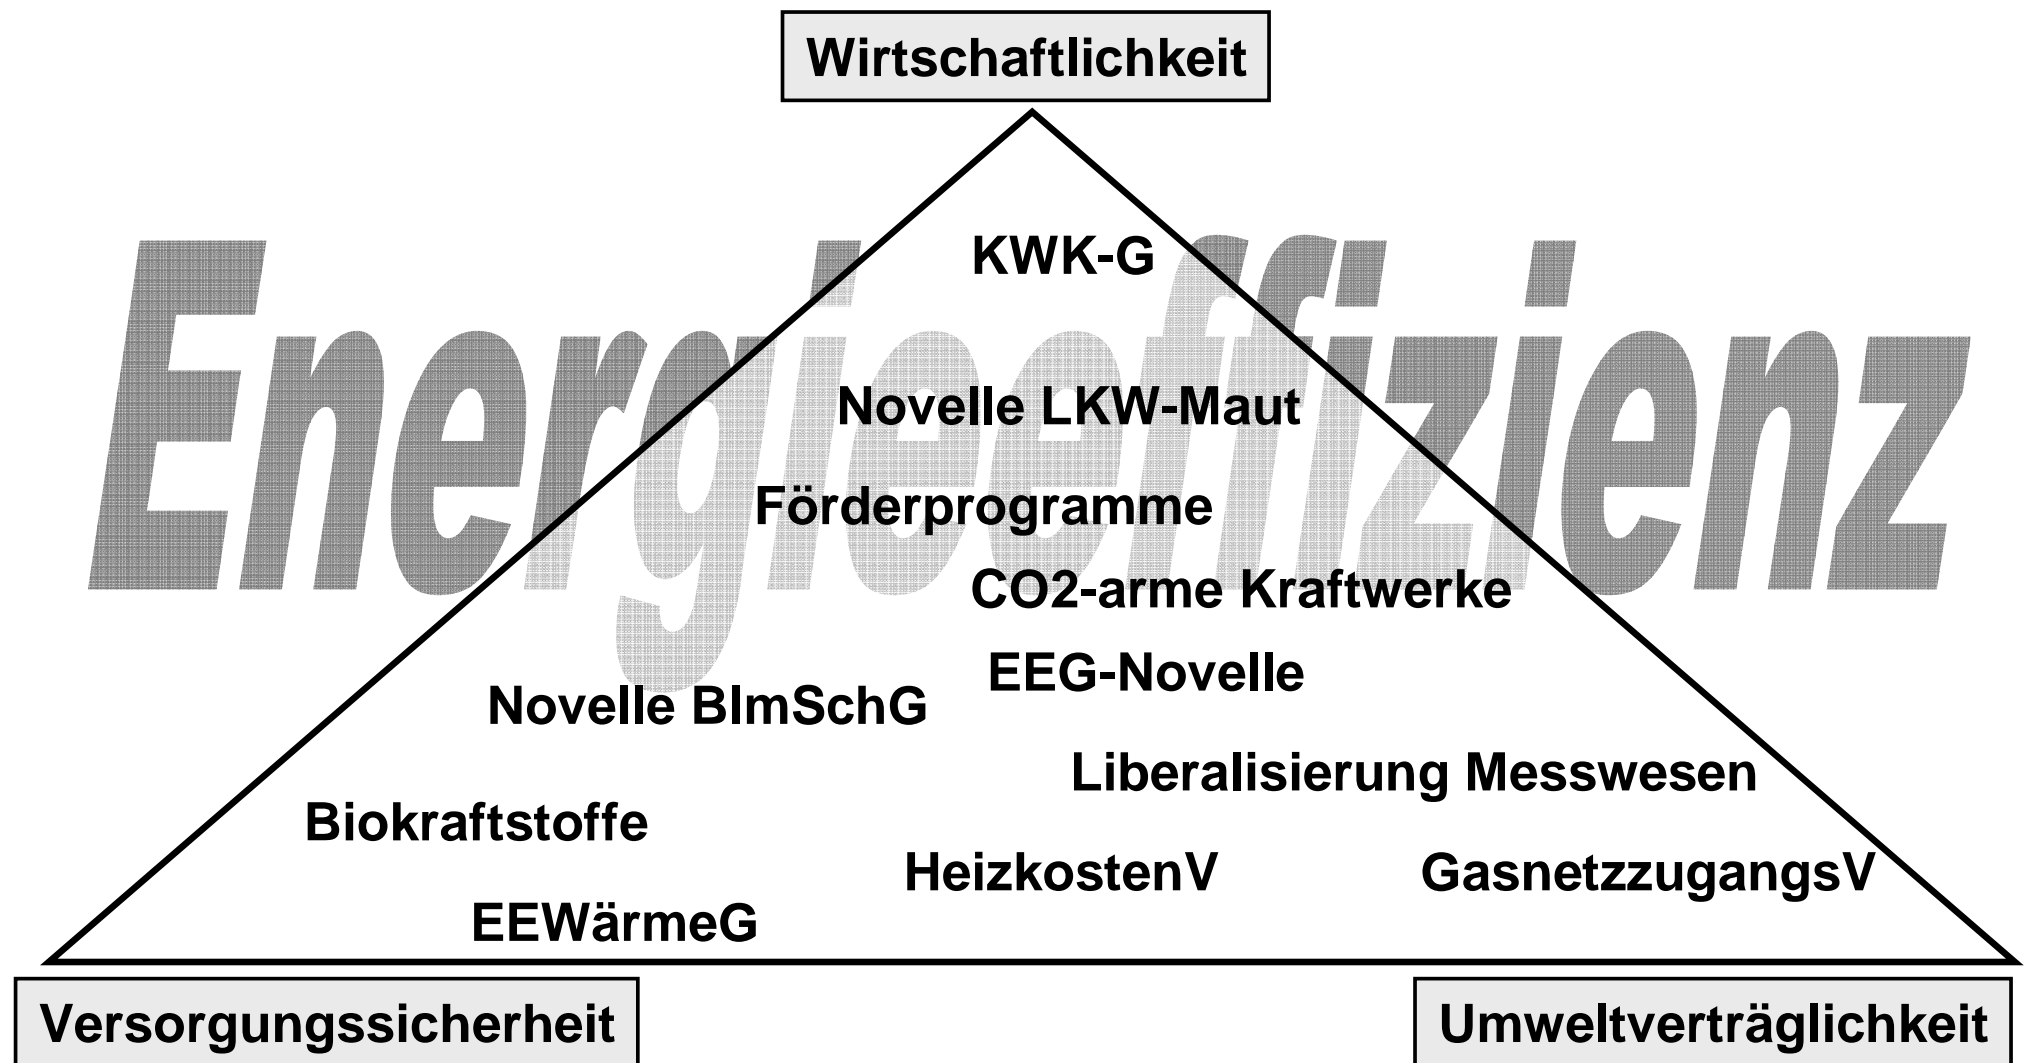 Wirtschaftlichkeit
KWK-G
Energieeffizienz
Novelle LKW-Maut
Förderprogramme
CO2-arme Kraftwerke
EEG-Novelle
Novelle BImSchG
Liberalisierung Messwesen
Biokraftstoffe
HeizkostenV
GasnetzzugangsV
EEWärmeG
Versorgungssicherheit
Umweltverträglichkeit